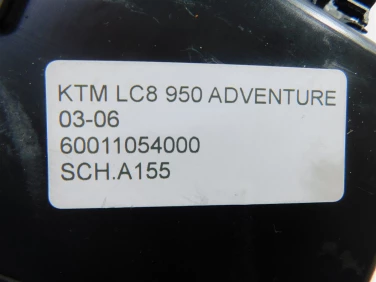 KTM LC8 950 ADVENTURE
03-06
60011054000
SCH.A155